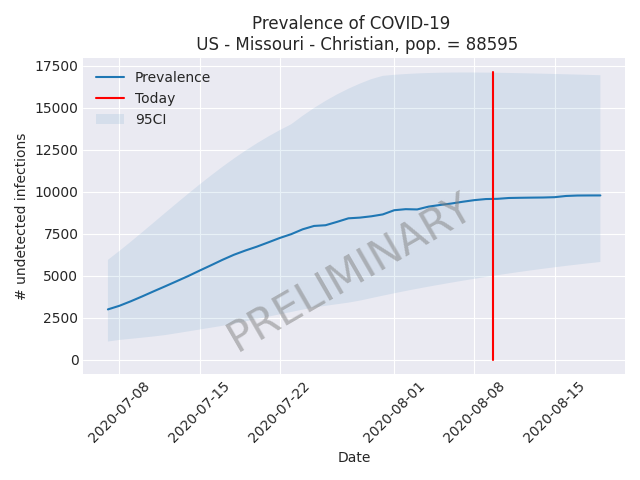 Prevalence of COVID-19
US - Missouri - Christian, pop. = 88595
Prevalence
Today
95CI
17500
15000
12500
10000
7500
5000
2500
0
# undetected infections
PRELIMINARY
2020-07-08
2020-07-15
2020-07-22
2020-08-01
2020-08-08
2020-08-15
Date